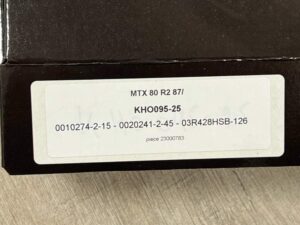 MTX 80 R2 87/
KHO095-25
0010274-2-15 - 0020241-2-45 - 03R428HSB-126
piece 23000783